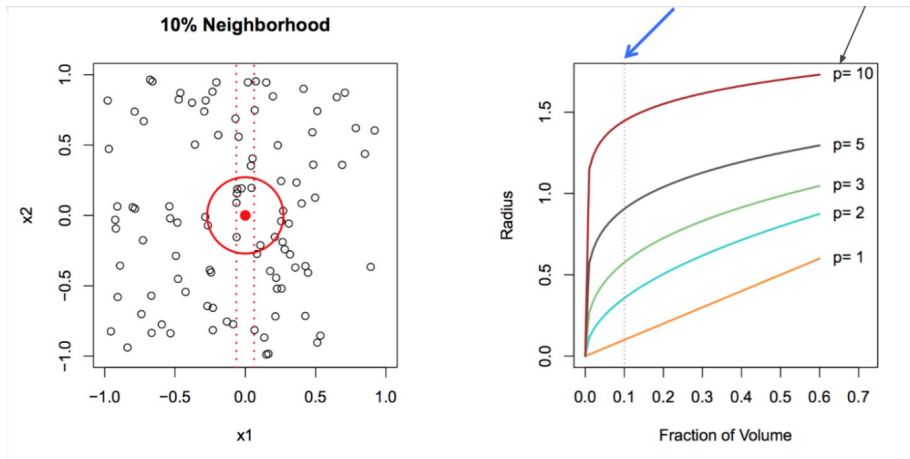 10% Neighborhood
x2
1.0
0.5
0.0
−0.5
−1.0
−1.0 −0.5 0.0 0.5 1.0
x1
Radius
1.5
1.0
0.5
0.0
p= 10
p= 5
p= 3
p= 2
p= 1
0.0 0.1 0.2 0.3 0.4 0.5 0.6 0.7
Fraction of Volume